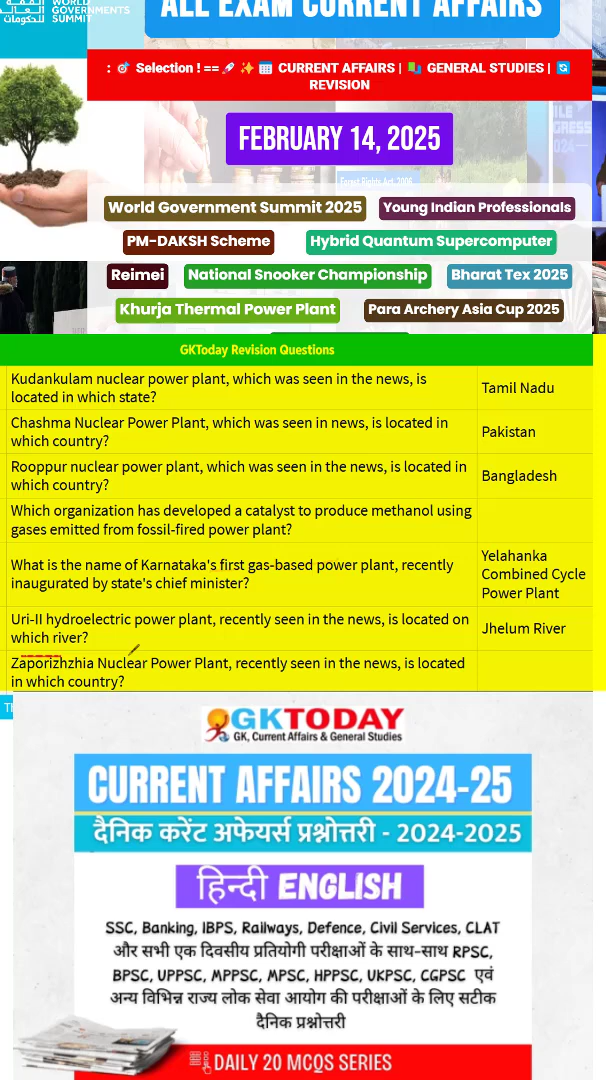 WORLD
GOVERNMENTS
SUMMIT
ALL EXAM CURRENT AFFAIRS
: 🎯 Selection ! == 🚀 ✨ 🗓️ CURRENT AFFAIRS | 📚 GENERAL STUDIES | 🔄
REVISION
FEBRUARY 14, 2025
Forest Rights Act, 2006
World Government Summit 2025 Young Indian Professionals
PM-DAKSH Scheme Hybrid Quantum Supercomputer
Reimei National Snooker Championship Bharat Tex 2025
Khurja Thermal Power Plant Para Archery Asia Cup 2025
GKToday Revision Questions
Kudankulam nuclear power plant, which was seen in the news, is
located in which state?
Tamil Nadu
Chashma Nuclear Power Plant, which was seen in news, is located in
which country?
Pakistan
Rooppur nuclear power plant, which was seen in the news, is located in
which country?
Bangladesh
Which organization has developed a catalyst to produce methanol using
gases emitted from fossil-fired power plant?
What is the name of Karnataka's first gas-based power plant, recently
inaugurated by state's chief minister?
Yelahanka
Combined Cycle
Power Plant
Uri-II hydroelectric power plant, recently seen in the news, is located on
which river?
Jhelum River
Zaporizhzhia Nuclear Power Plant, recently seen in the news, is located
in which country?
GKTODAY
GK, Current Affairs & General Studies
CURRENT AFFAIRS 2024-25
दैनिक करेंट अफेयर्स प्रश्नोत्तरी - 2024-2025
हिन्दी ENGLISH
SSC, Banking, IBPS, Railways, Defence, Civil Services, CLAT
और सभी एक दिवसीय प्रतियोगी परीक्षाओं के साथ-साथ RPSC,
BPSC, UPPSC, MPPSC, MPSC, HPPSC, UKPSC, CGPSC एवं
अन्य विभिन्न राज्य लोक सेवा आयोग की परीक्षाओं के लिए सटीक
दैनिक प्रश्नोत्तरी
DAILY 20 MCQS SERIES